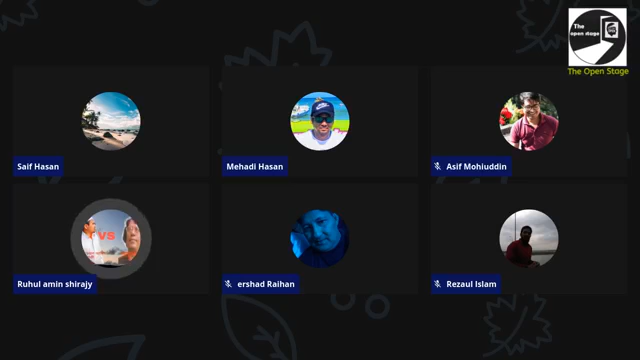 The
open stage
The Open Stage
Saif Hasan
Mehadi Hasan
Asif Mohiuddin
VS
Ruhul amin shirajy
ershad Raihan
Rezaul Islam